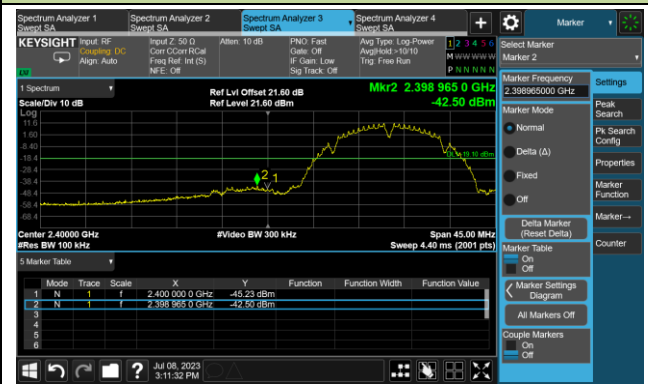 Spectrum Analyzer 1
Swept SA
Spectrum Analyzer 2
Swept SA
Spectrum Analyzer 3
Swept SA
Spectrum Analyzer 4
Swept SA
+
Marker
KEYSIGHT
Input: RF
Coupling: DC
Align: Auto
Input Z: 50 Ω
Corr CCorr RCal
Freq Ref: Int (S)
NFE: Off
Atten: 10 dB
PNO: Fast
Gate: Off
IF Gain: Low
Sig Track: Off
Avg Type: Log-Power
Avg|Hold:>10/10
Trig: Free Run
1 2 3 4 5 6
M W W W W W
P N N N N N
Select Marker
Marker 2
1 Spectrum
Scale/Div 10 dB
Log
Ref Lvl Offset 21.60 dB
Ref Level 21.60 dBm
Mkr2 2.398 965 0 GHz
-42.50 dBm
11.6
1.60
-8.40
-18.4
-28.4
-38.4
-48.4
-58.4
-68.4
2 1
Center 2.40000 GHz
#Res BW 100 kHz
#Video BW 300 kHz
Span 45.00 MHz
Sweep 4.40 ms (2001 pts)
5 Marker Table
Mode Trace Scale X Y Function Function Width Function Value
1 N 1 f 2.400 000 0 GHz -45.23 dBm
2 N 1 f 2.398 965 0 GHz -42.50 dBm
3
4
5
6
Marker Frequency
2.398965000 GHz
Marker Mode
Normal
Delta (Δ)
Fixed
Off
Delta Marker
(Reset Delta)
Marker Table
On
Off
Marker Settings
Diagram
All Markers Off
Couple Markers
On
Off
Settings
Peak
Search
Pk Search
Config
Properties
Marker
Function
Marker→
Counter
?
Jul 08, 2023
3:11:32 PM